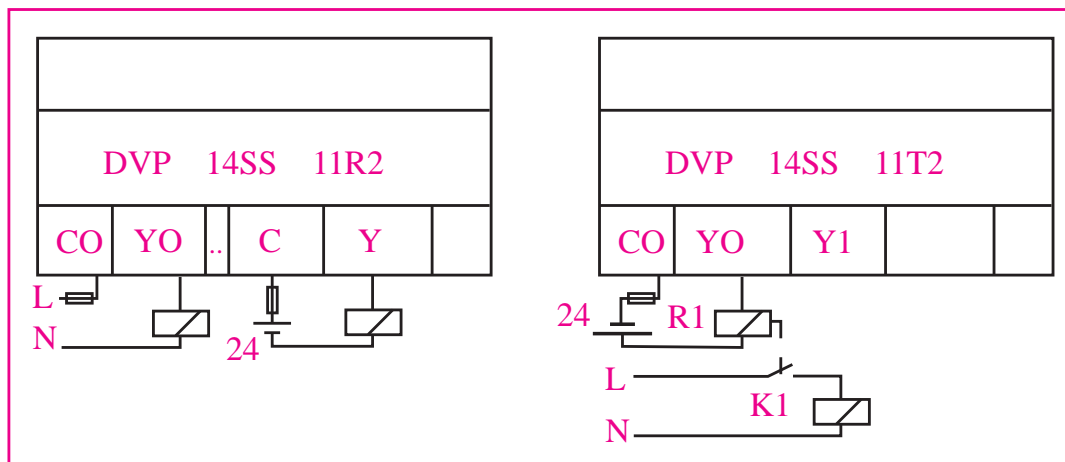 DVP 14SS 11R2
CO YO .. C Y
L
N
24
DVP 14SS 11T2
CO YO Y1
24
R1
L
K1
N